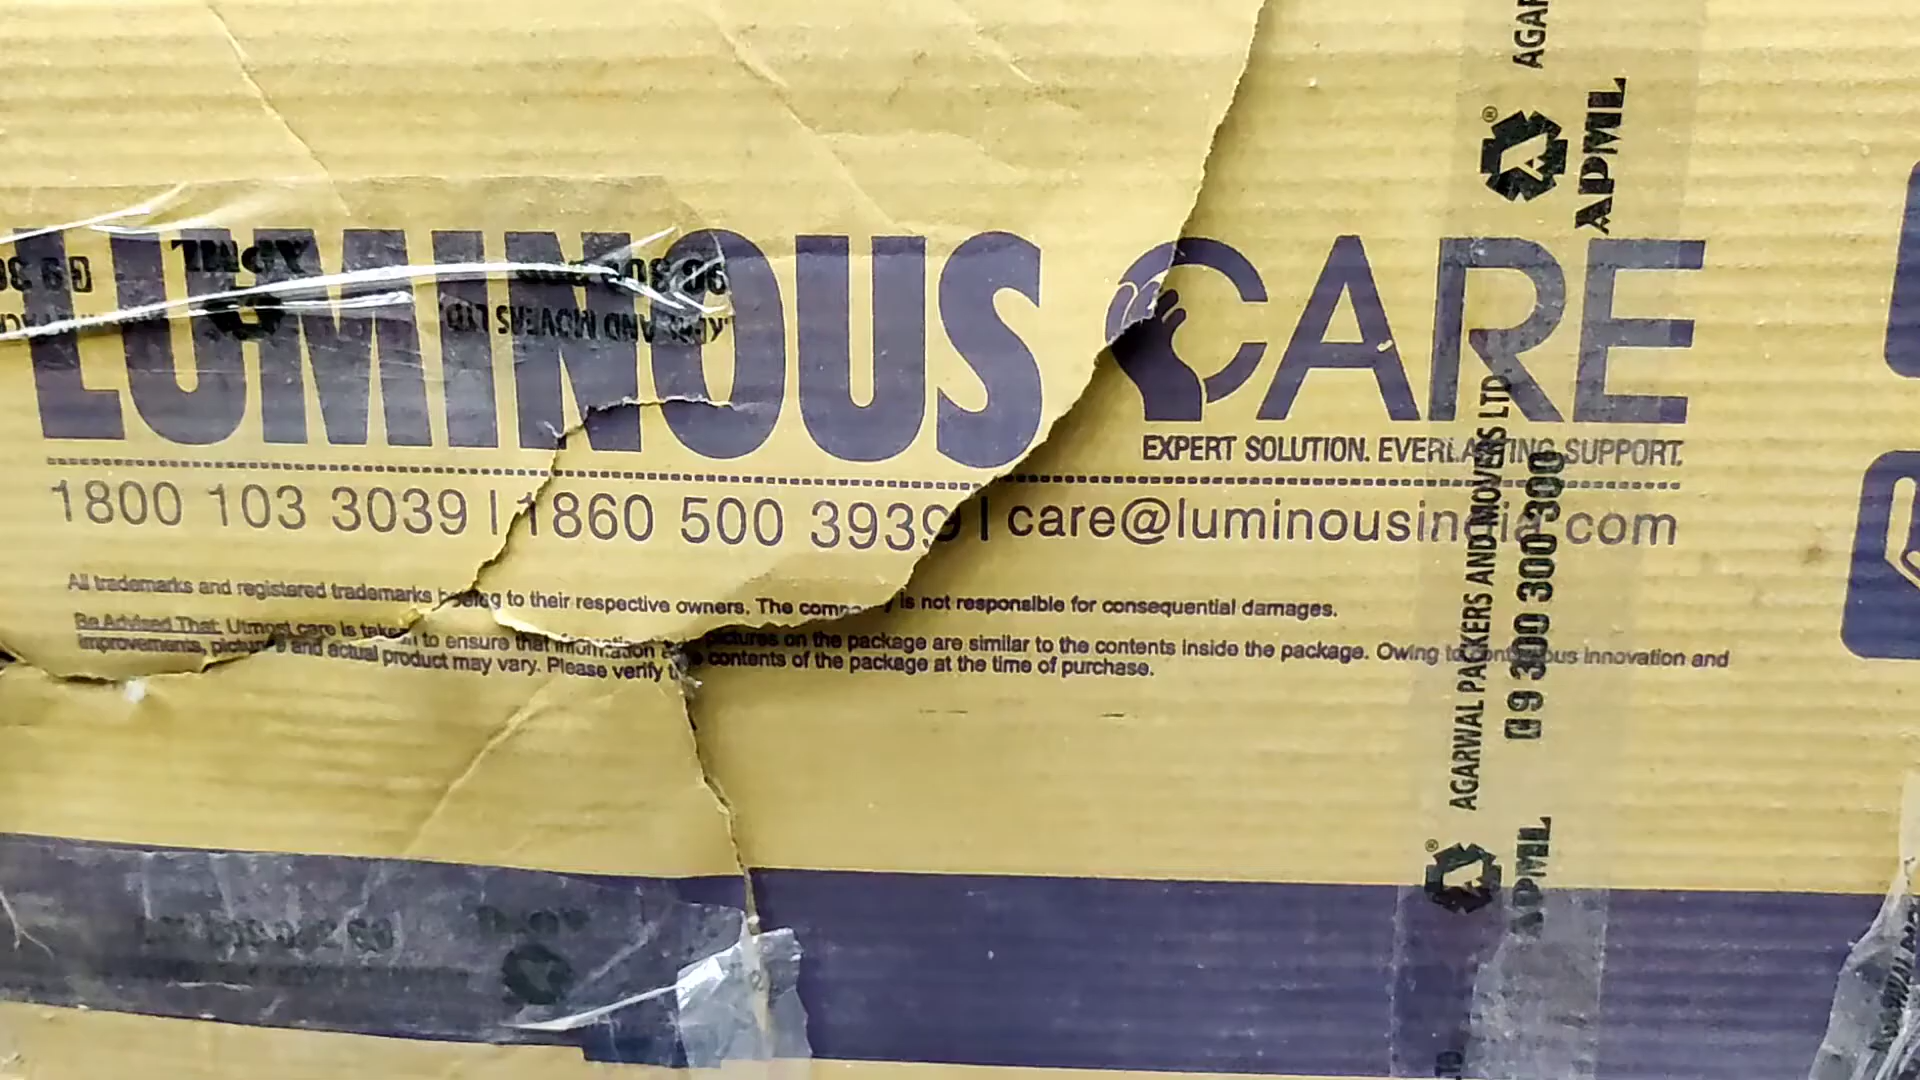 LUMINOUS CARE
EXPERT SOLUTION. EVERLASTING SUPPORT.
1800 103 3039 | 1860 500 3939 | care@luminousindia.com
All trademarks and registered trademarks belong to their respective owners. The company is not responsible for consequential damages.
Be Advised That: Utmost care is taken to ensure that information and pictures on the package are similar to the contents inside the package. Owing to continuous innovation and
improvements, pictures and actual product may vary. Please verify the contents of the package at the time of purchase.
APML
AGARWAL PACKERS AND MOVERS LTD
9 300 300 300
APML
APML
AND MOVERS LTD.